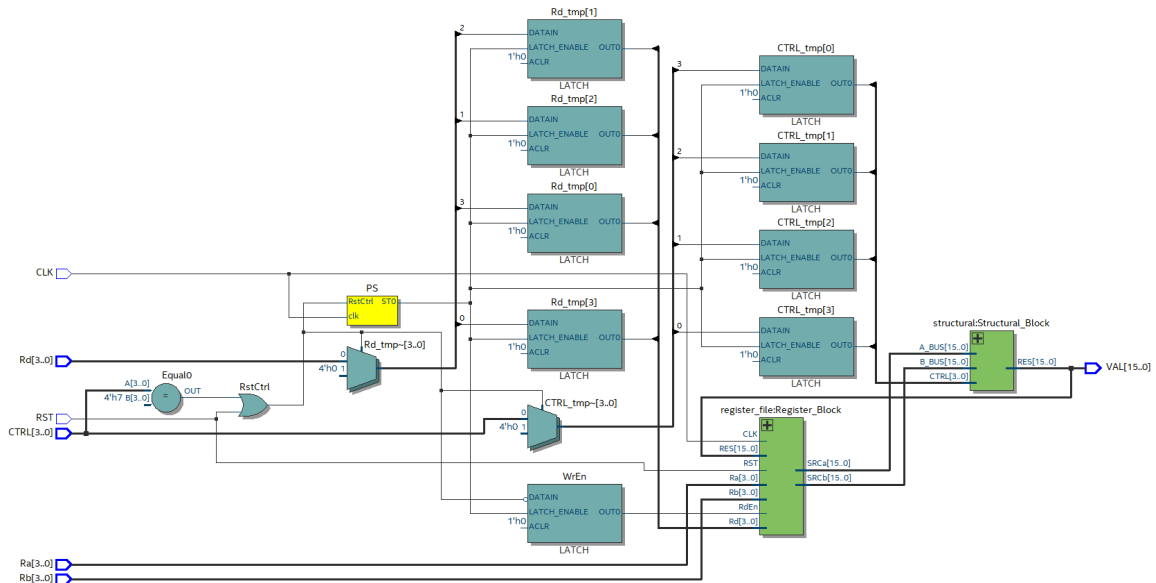 Rd_tmp[1]
2
DATAIN
LATCH_ENABLE OUT0
1'h0
ACLR
LATCH
Rd_tmp[2]
1
DATAIN
LATCH_ENABLE OUT0
1'h0
ACLR
LATCH
Rd_tmp[0]
3
DATAIN
LATCH_ENABLE OUT0
1'h0
ACLR
LATCH
Rd_tmp[3]
0
DATAIN
LATCH_ENABLE OUT0
1'h0
ACLR
LATCH
CTRL_tmp[0]
3
DATAIN
LATCH_ENABLE OUT0
1'h0
ACLR
LATCH
CTRL_tmp[1]
2
DATAIN
LATCH_ENABLE OUT0
1'h0
ACLR
LATCH
CTRL_tmp[2]
1
DATAIN
LATCH_ENABLE OUT0
1'h0
ACLR
LATCH
CTRL_tmp[3]
0
DATAIN
LATCH_ENABLE OUT0
1'h0
ACLR
LATCH
CLK
PS
RstCtrl ST0
clk
Rd[3..0]
Rd_tmp~[3..0]
0
4'h0 1
Equal0
A[3..0]
OUT
4'h7 B[3..0]
=
RstCtrl
RST
CTRL[3..0]
CTRL_tmp~[3..0]
0
4'h0 1
WrEn
DATAIN
LATCH_ENABLE OUT0
1'h0
ACLR
LATCH
register_file:Register_Block
CLK
RES[15..0]
RST
SRCa[15..0]
Ra[3..0]
SRCb[15..0]
Rb[3..0]
RdEn
Rd[3..0]
structural:Structural_Block
A_BUS[15..0]
B_BUS[15..0]
RES[15..0]
CTRL[3..0]
VAL[15..0]
Ra[3..0]
Rb[3..0]